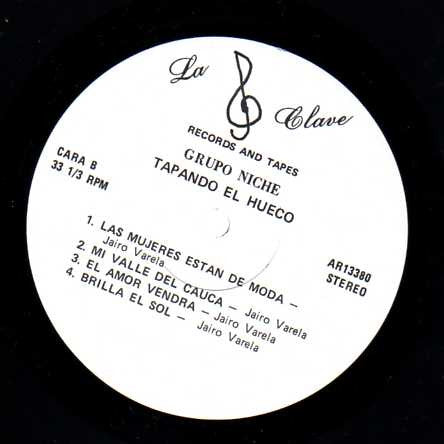 La Clave
RECORDS AND TAPES
GRUPO NICHE
TAPANDO EL HUECO
CARA B
33 1/3 RPM
AR13380
STEREO
1. LAS MUJERES ESTAN DE MODA –
Jairo Varela
2. MI VALLE DEL CAUCA – Jairo Varela
3. EL AMOR VENDRA – Jairo Varela
4. BRILLA EL SOL – Jairo Varela